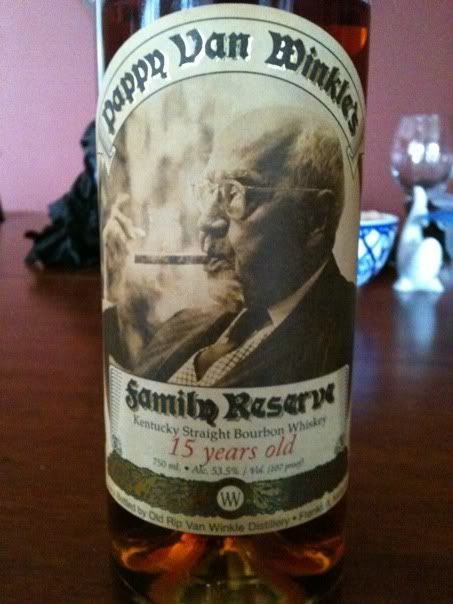 Pappy Van Winkle's
Family Reserve
Kentucky Straight Bourbon Whiskey
15 years old
750 ml. • Alc. 53.5% / Vol. (107 proof)
W
Bottled by Old Rip Van Winkle Distillery •